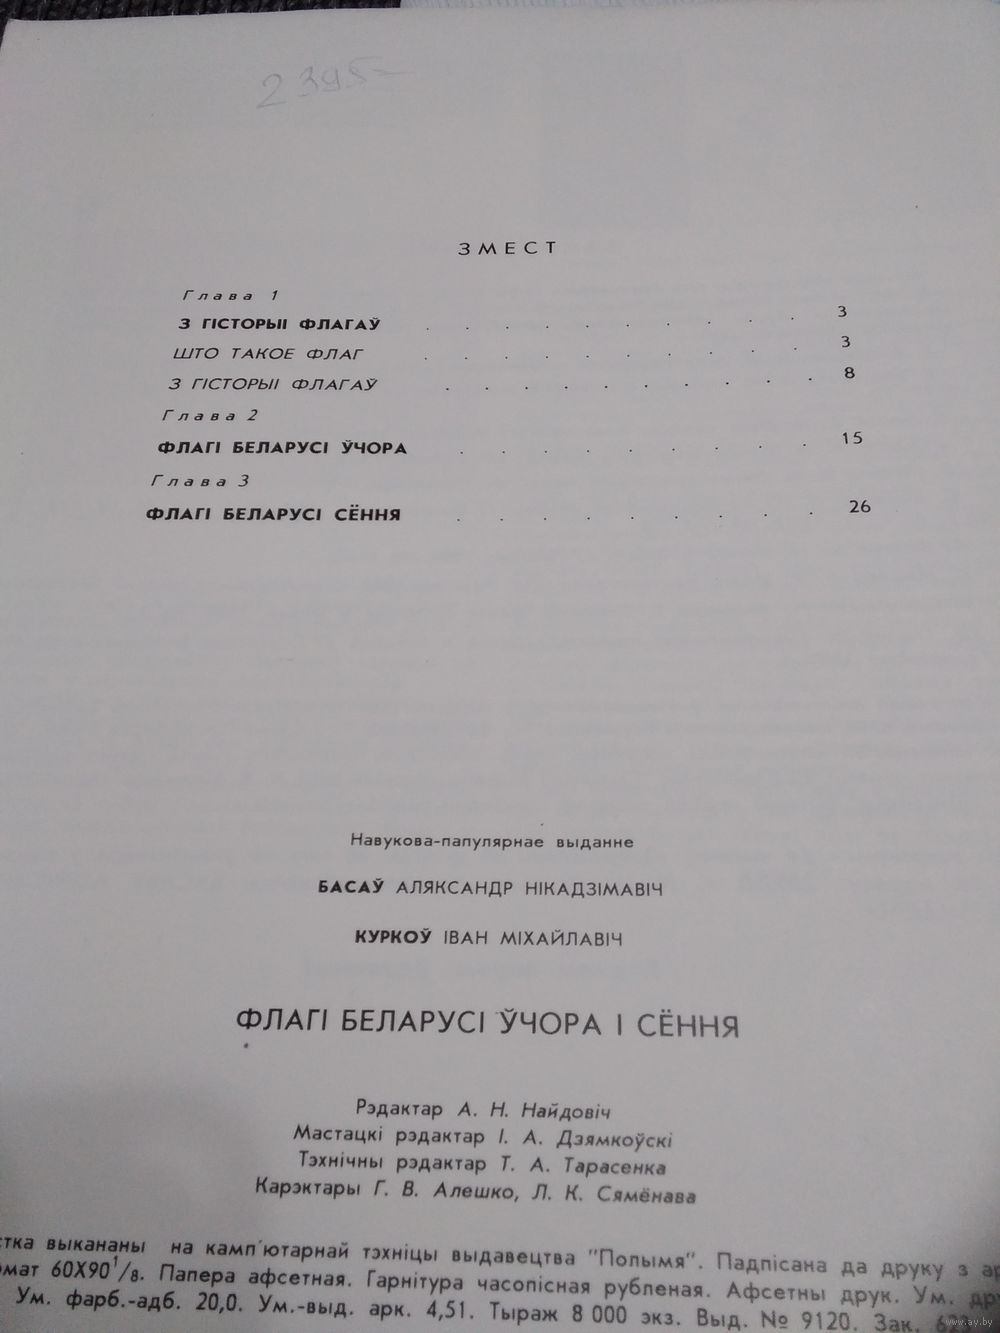 2395=
ЗМЕСТ
Глава 1
З ГІСТОРЫІ ФЛАГАЎ . . . . . . . . . . 3
ШТО ТАКОЕ ФЛАГ . . . . . . . . . . 3
З ГІСТОРЫІ ФЛАГАЎ . . . . . . . . . . 8
Глава 2
ФЛАГІ БЕЛАРУСІ ЎЧОРА . . . . . . . . . 15
Глава 3
ФЛАГІ БЕЛАРУСІ СЁННЯ . . . . . . . . . 26
Навукова-папулярнае выданне
БАСАЎ АЛЯКСАНДР НІКАДЗІМАВІЧ
КУРКОЎ ІВАН МІХАЙЛАВІЧ
ФЛАГІ БЕЛАРУСІ ЎЧОРА І СЁННЯ
Рэдактар А. Н. Найдовіч
Мастацкі рэдактар І. А. Дзямкоўскі
Тэхнічны рэдактар Т. А. Тарасенка
Карэктары Г. В. Алешко, Л. К. Сямёнава
выкананы на камп'ютарнай тэхніцы выдавецтва "Полымя". Падпісана да друку з
60Х90 1/8. Папера афсетная. Гарнітура часопісная рубленая. Афсетны друк. Ум.
Ум. фарб.-адб. 20,0. Ум.-выд. арк. 4,51. Тыраж 8 000 экз. Выд. № 9120. Зак.
www.ay.by